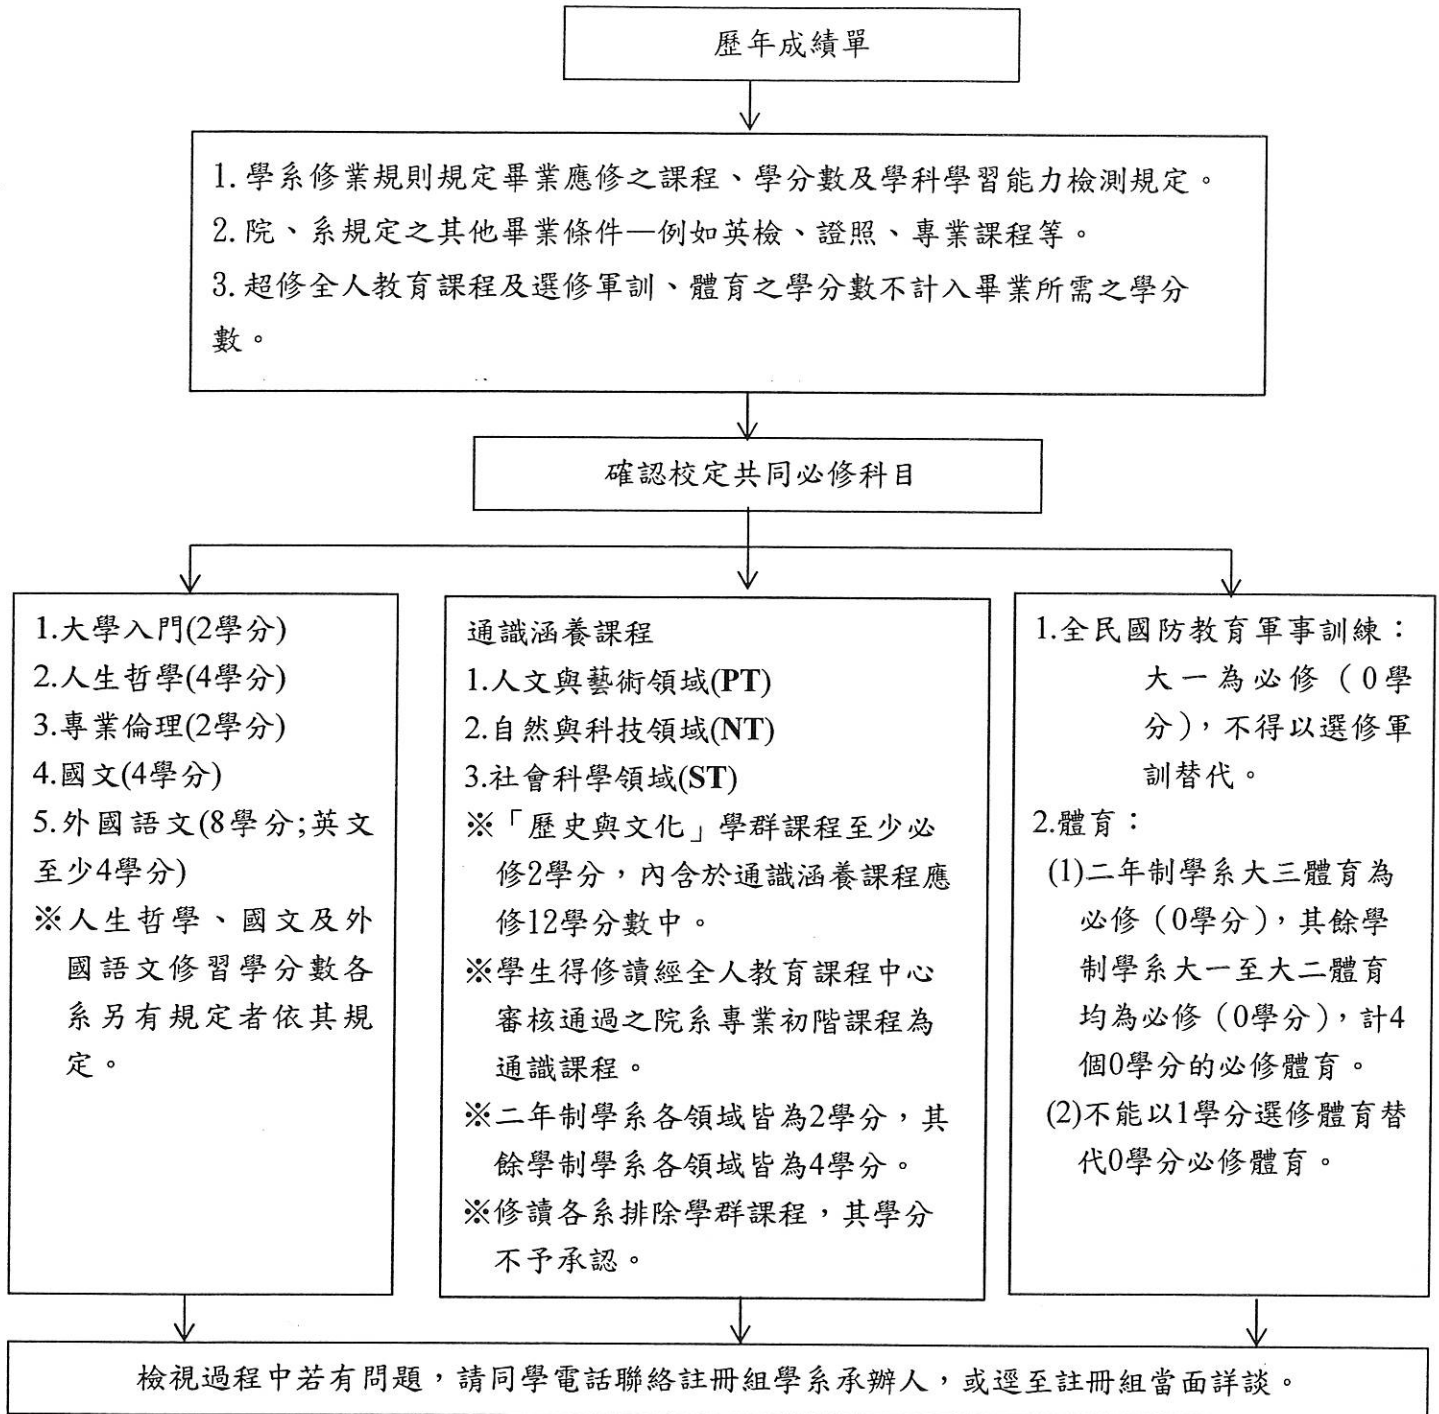 歷年成績單
1.學系修業規則規定畢業應修之課程、學分數及學科學習能力檢測規定。
2.院、系規定之其他畢業條件—例如英檢、證照、專業課程等。
3.超修全人教育課程及選修軍訓、體育之學分數不計入畢業所需之學分
數。
確認校定共同必修科目
1.大學入門(2學分)
2.人生哲學(4學分)
3.專業倫理(2學分)
4.國文(4學分)
5.外國語文(8學分;英文
至少4學分)
※人生哲學、國文及外
國語文修習學分數各
系另有規定者依其規
定。
通識涵養課程
1.人文與藝術領域(PT)
2.自然與科技領域(NT)
3.社會科學領域(ST)
※「歷史與文化」學群課程至少必
修2學分，內含於通識涵養課程應
修12學分數中。
※學生得修讀經全人教育課程中心
審核通過之院系專業初階課程為
通識課程。
※二年制學系各領域皆為2學分，其
餘學制學系各領域皆為4學分。
※修讀各系排除學群課程，其學分
不予承認。
1.全民國防教育軍事訓練：
大一為必修（0學
分），不得以選修軍
訓替代。
2.體育：
(1)二年制學系大三體育為
必修（0學分），其餘學
制學系大一至大二體育
均為必修（0學分），計4
個0學分的必修體育。
(2)不能以1學分選修體育替
代0學分必修體育。
檢視過程中若有問題，請同學電話聯絡註冊組學系承辦人，或逕至註冊組當面詳談。